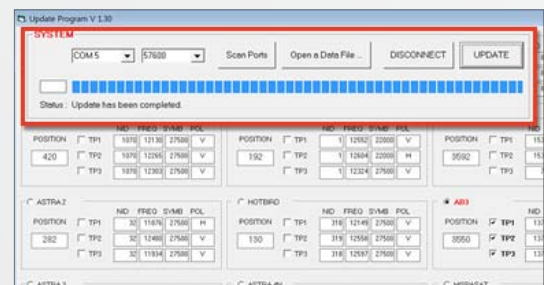 Update Program V 1.30
SYSTEM
COM 5 57600 Scan Ports Open a Data File ... DISCONNECT UPDATE
Status : Update has been completed.
NID FREQ SYMB POL NID FREQ SYMB POL NID
POSITION TP1 1070 12130 27500 V POSITION TP1 1 12552 22000 V POSITION TP1
420 TP2 1070 12265 27500 V 192 TP2 1 12604 22000 H 3592 TP2
TP3 1070 12303 27500 V TP3 1 12324 27500 V TP3
ASTRA 2 HOTBIRD AB3
NID FREQ SYMB POL NID FREQ SYMB POL NID
POSITION TP1 32 11876 27500 H POSITION TP1 318 12149 27500 V POSITION TP1
282 TP2 32 12480 27500 V 130 TP2 319 12558 27500 V 3550 TP2
TP3 32 11934 27500 V TP3 318 12597 27500 V TP3
HISPASAT